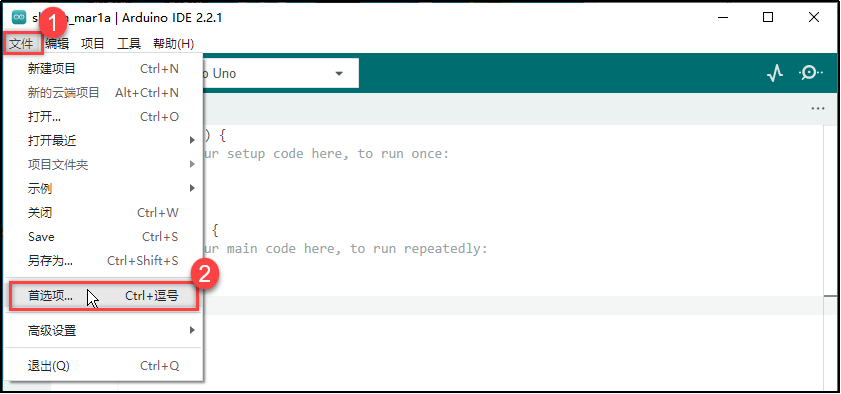 1
_mar1a | Arduino IDE 2.2.1
文件 编辑 项目 工具 帮助(H)
新建项目 Ctrl+N
Uno
新的云端项目 Alt+Ctrl+N
打开... Ctrl+O
打开最近
) {
项目文件夹
ur setup code here, to run once:
示例
关闭 Ctrl+W
Save Ctrl+S
{
ur main code here, to run repeatedly:
另存为... Ctrl+Shift+S
2
首选项... Ctrl+逗号
高级设置
退出(Q) Ctrl+Q